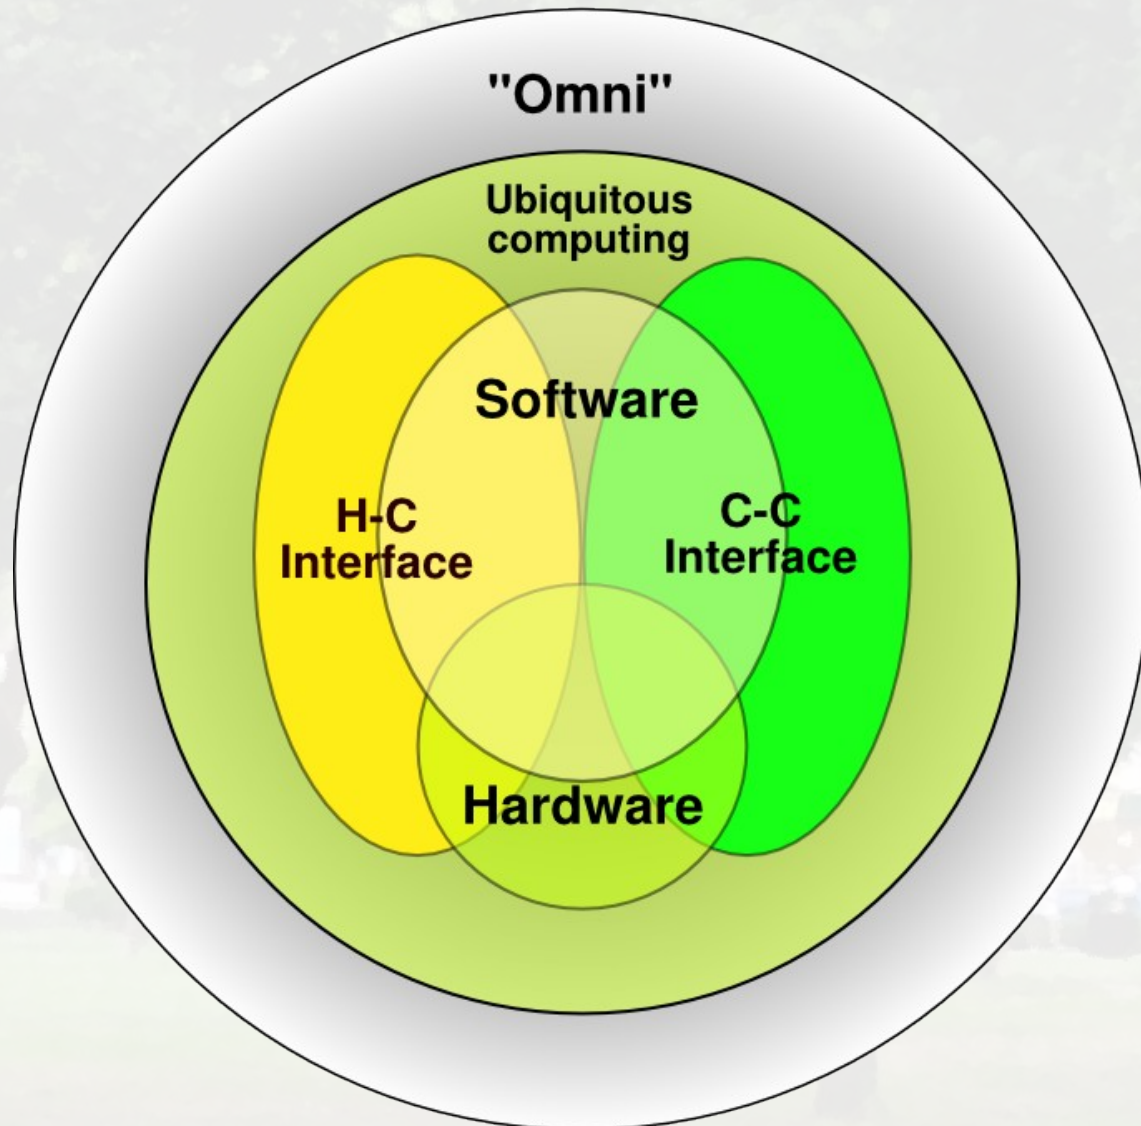 "Omni"
Ubiquitous
computing
Software
H-C
Interface
C-C
Interface
Hardware